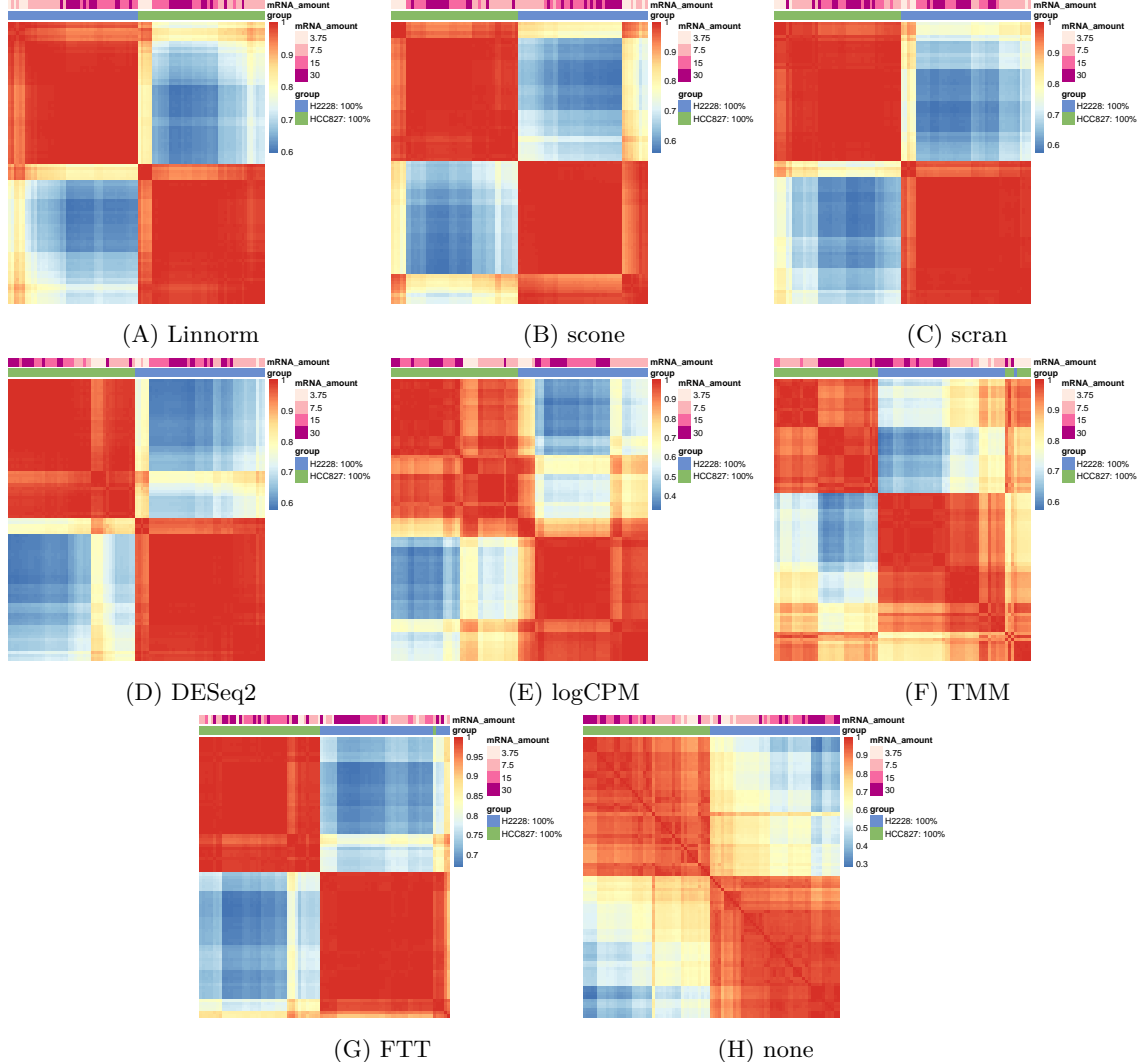 mRNA_amount
group
1
0.9
0.8
0.7
0.6
mRNA_amount
3.75
7.5
15
30
group
H2228: 100%
HCC827: 100%
(A) Linnorm
mRNA_amount
group
1
0.9
0.8
0.7
0.6
mRNA_amount
3.75
7.5
15
30
group
H2228: 100%
HCC827: 100%
(B) scone
mRNA_amount
group
1
0.9
0.8
0.7
0.6
mRNA_amount
3.75
7.5
15
30
group
H2228: 100%
HCC827: 100%
(C) scran
mRNA_amount
group
1
0.9
0.8
0.7
0.6
mRNA_amount
3.75
7.5
15
30
group
H2228: 100%
HCC827: 100%
(D) DESeq2
mRNA_amount
group
1
0.9
0.8
0.7
0.6
0.5
0.4
mRNA_amount
3.75
7.5
15
30
group
H2228: 100%
HCC827: 100%
(E) logCPM
mRNA_amount
group
1
0.9
0.8
0.7
0.6
mRNA_amount
3.75
7.5
15
30
group
H2228: 100%
HCC827: 100%
(F) TMM
mRNA_amount
group
1
0.95
0.9
0.85
0.8
0.75
0.7
mRNA_amount
3.75
7.5
15
30
group
H2228: 100%
HCC827: 100%
(G) FTT
mRNA_amount
group
1
0.9
0.8
0.7
0.6
0.5
0.4
0.3
mRNA_amount
3.75
7.5
15
30
group
H2228: 100%
HCC827: 100%
(H) none